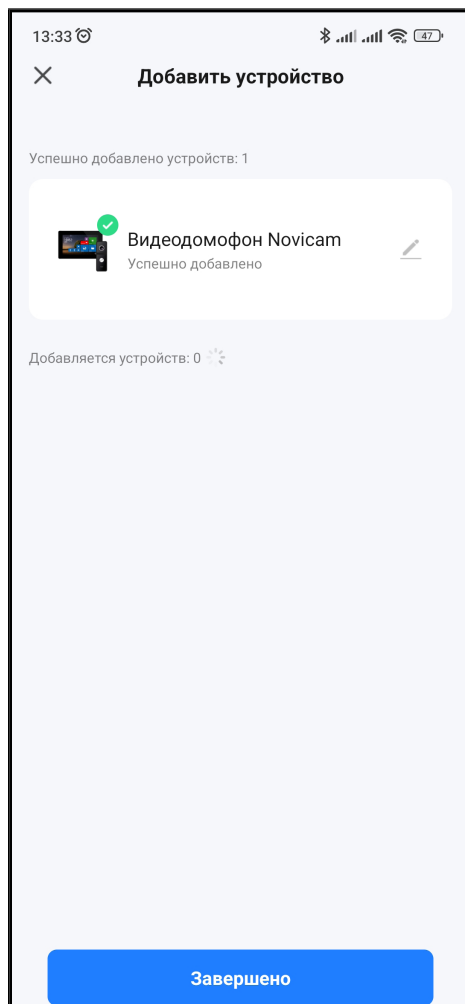 13:33
47
Добавить устройство
Успешно добавлено устройств: 1
Видеодомофон Novicam
Успешно добавлено
Добавляется устройств: 0
Завершено